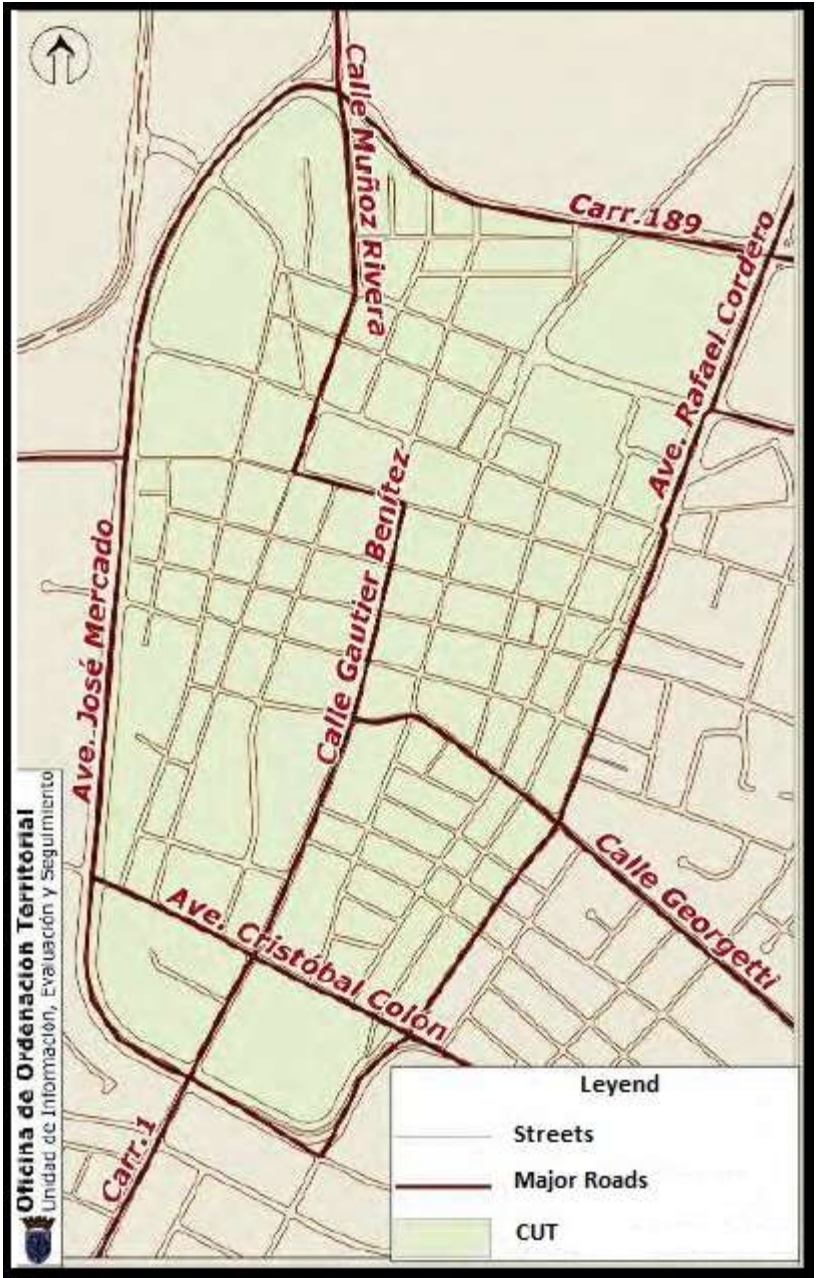 Calle Muñoz Rivera
Carr.189
Ave. Rafael Cordero
Calle Gautier Benítez
Ave. José Mercado
Calle Georgetti
Ave. Cristóbal Colón
Carr.1
Oficina de Ordenación Territorial
Unidad de Información, Evaluación y Seguimiento
Leyend
Streets
Major Roads
CUT